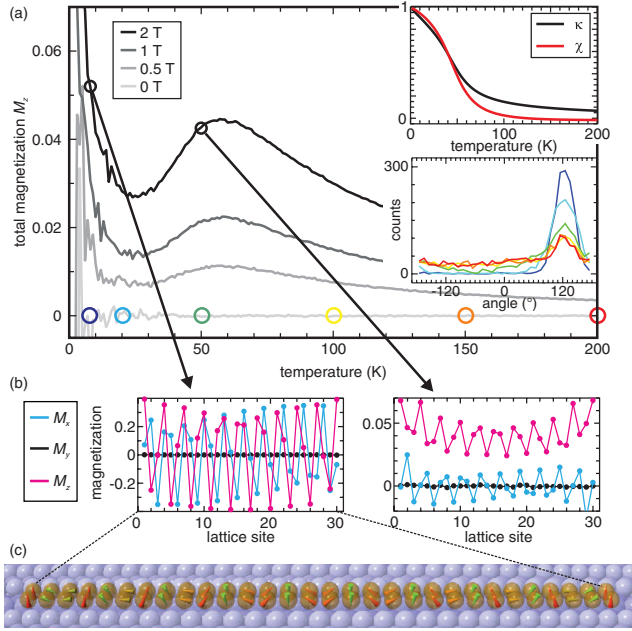 (a)
0.06
0.04
0.02
0
total magnetization Mz
2 T
1 T
0.5 T
0 T
0
50
100
150
200
temperature (K)
1
0
κ
χ
0
100
200
temperature (K)
300
0
counts
-120
0
120
angle (°)
(b)
Mx
My
Mz
magnetization
0.2
0
-0.2
0
10
20
30
lattice site
0.05
0
0
10
20
30
lattice site
(c)